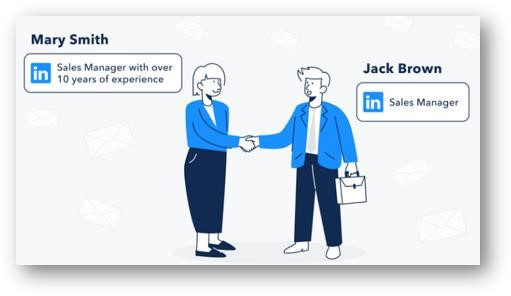 Mary Smith
in Sales Manager with over
10 years of experience
Jack Brown
in Sales Manager